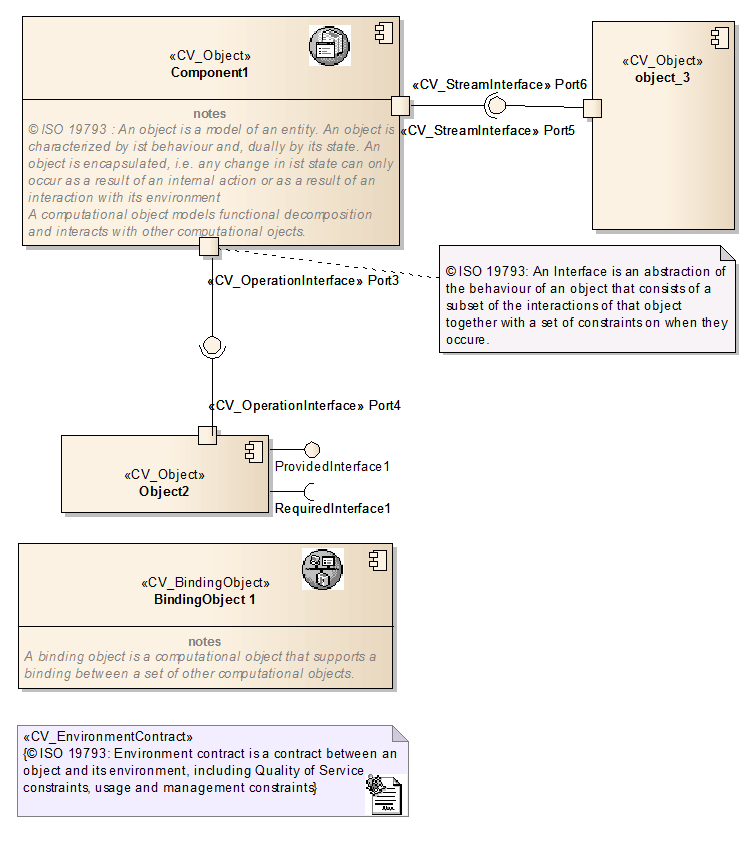 «CV_Object»
Component1
notes
© ISO 19793 : An object is a model of an entity. An object is
characterized by ist behaviour and, dually by its state. An
object is encapsulated, i.e. any change in ist state can only
occur as a result of an internal action or as a result of an
interaction with its environment
A computational object models functional decomposition
and interacts with other computational ojects.
«CV_StreamInterface» Port6
«CV_StreamInterface» Port5
«CV_Object»
object_3
«CV_OperationInterface» Port3
© ISO 19793: An Interface is an abstraction of
the behaviour of an object that consists of a
subset of the interactions of that object
together with a set of constraints on when they
occure.
«CV_OperationInterface» Port4
«CV_Object»
Object2
ProvidedInterface1
RequiredInterface1
«CV_BindingObject»
BindingObject 1
notes
A binding object is a computational object that supports a
binding between a set of other computational objects.
«CV_EnvironmentContract»
{© ISO 19793: Environment contract is a contract between an
object and its environment, including Quality of Service
constraints, usage and management constraints}